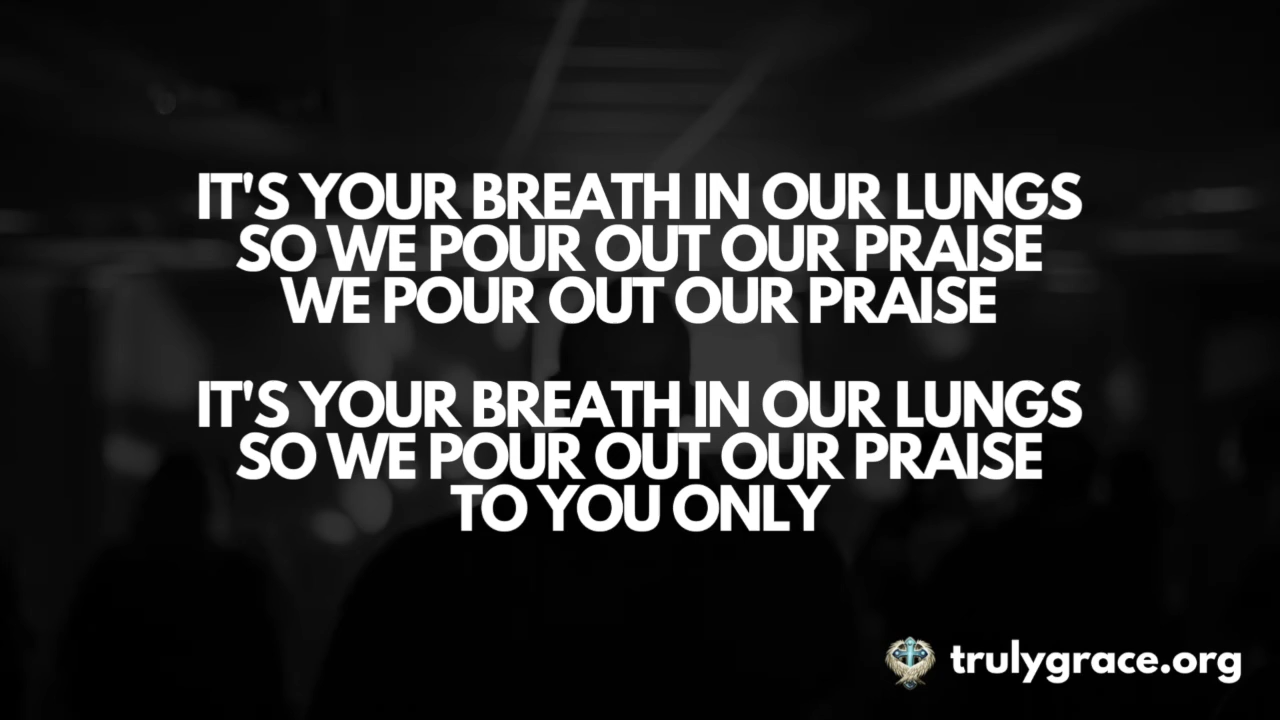 IT'S YOUR BREATH IN OUR LUNGS
SO WE POUR OUT OUR PRAISE
WE POUR OUT OUR PRAISE
IT'S YOUR BREATH IN OUR LUNGS
SO WE POUR OUT OUR PRAISE
TO YOU ONLY
trulygrace.org